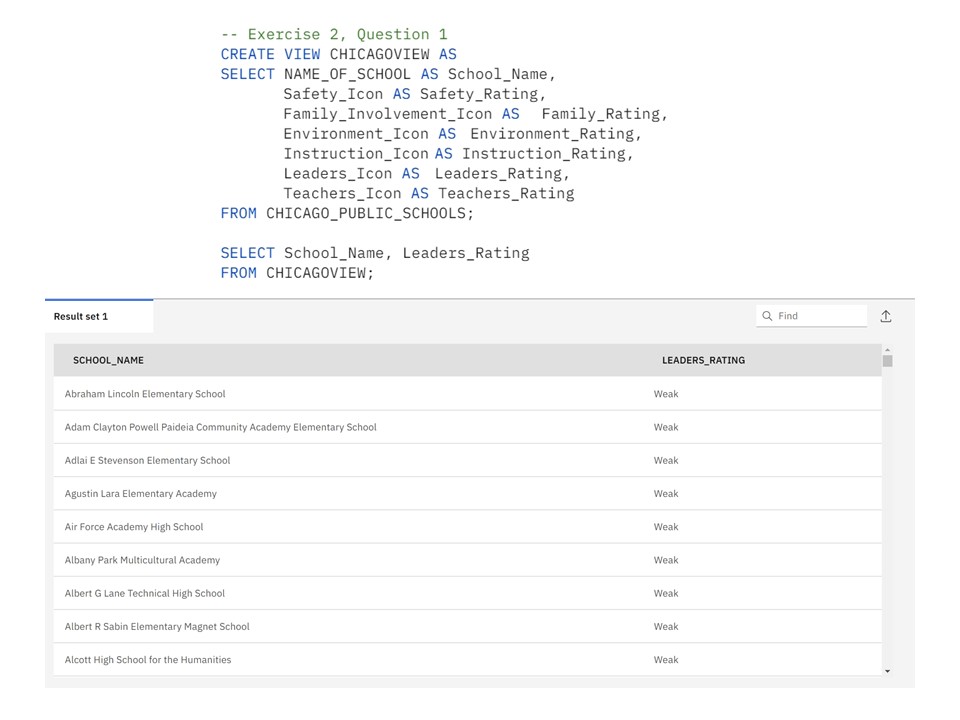 -- Exercise 2, Question 1
CREATE VIEW CHICAGOVIEW AS
SELECT NAME_OF_SCHOOL AS School_Name,
Safety_Icon AS Safety_Rating,
Family_Involvement_Icon AS Family_Rating,
Environment_Icon AS Environment_Rating,
Instruction_Icon AS Instruction_Rating,
Leaders_Icon AS Leaders_Rating,
Teachers_Icon AS Teachers_Rating
FROM CHICAGO_PUBLIC_SCHOOLS;
SELECT School_Name, Leaders_Rating
FROM CHICAGOVIEW;
Result set 1 Find
SCHOOL_NAME LEADERS_RATING
Abraham Lincoln Elementary School Weak
Adam Clayton Powell Paideia Community Academy Elementary School Weak
Adlai E Stevenson Elementary School Weak
Agustin Lara Elementary Academy Weak
Air Force Academy High School Weak
Albany Park Multicultural Academy Weak
Albert G Lane Technical High School Weak
Albert R Sabin Elementary Magnet School Weak
Alcott High School for the Humanities Weak